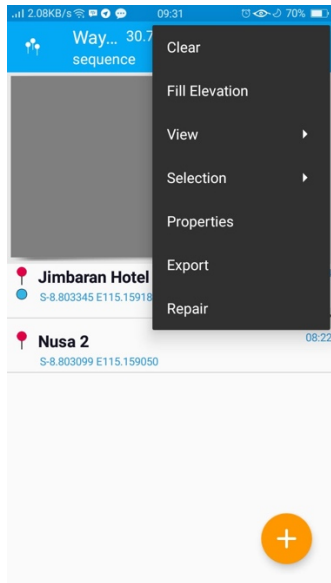 2.08KB/s 09:31 70%
Way... 30.7
sequence
Clear
Fill Elevation
View
Selection
Properties
Export
Repair
Jimbaran Hotel
S-8.803345 E115.15918
Nusa 2
08:22
S-8.803099 E115.159050